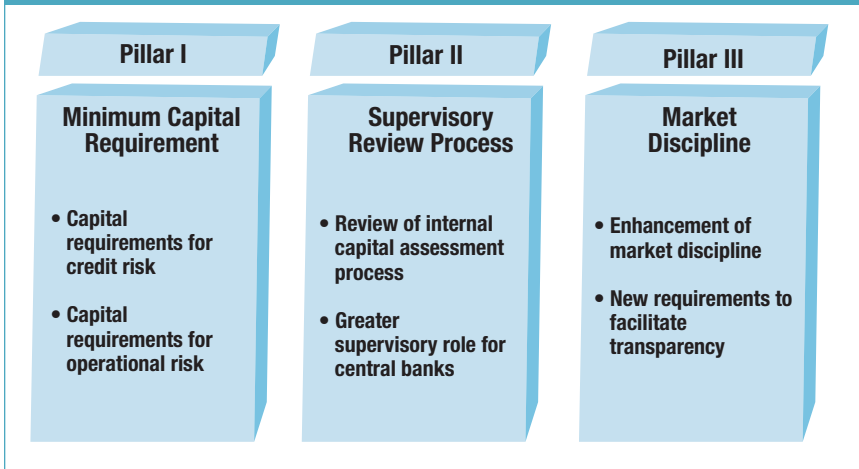 Pillar I
Minimum Capital
Requirement
• Capital
requirements for
credit risk
• Capital
requirements for
operational risk
Pillar II
Supervisory
Review Process
• Review of internal
capital assessment
process
• Greater
supervisory role for
central banks
Pillar III
Market
Discipline
• Enhancement of
market discipline
• New requirements to
facilitate
transparency